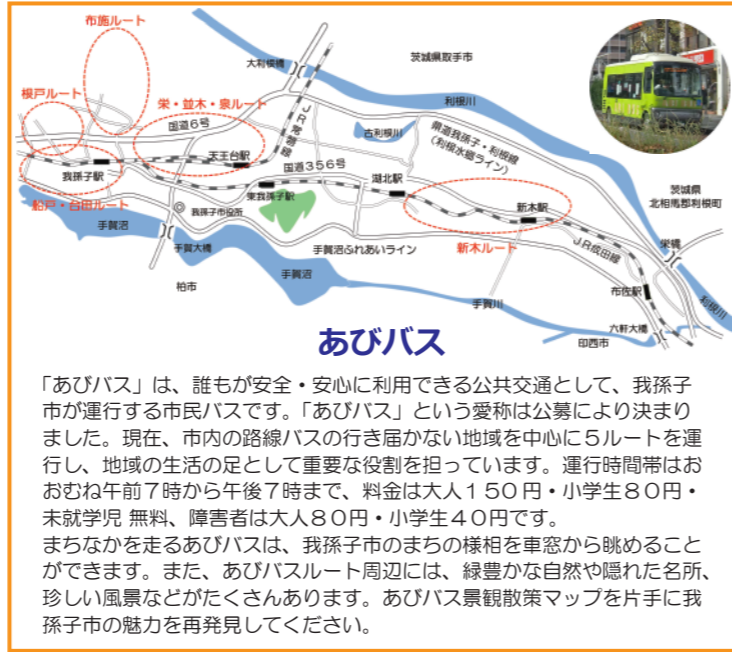 布施ルート
大利根橋
茨城県取手市
根戸ルート
栄・並木・泉ルート
利根川
国道6号
JR常磐線
古利根川
県道我孫子・利根線
(利根水郷ライン)
天王台駅
国道356号
我孫子駅
湖北駅
東我孫子駅
茨城県
北相馬郡利根町
船戸・台田ルート
我孫子市役所
新木駅
手賀沼
手賀大橋
手賀沼ふれあいライン
新木ルート
JR成田線
栄橋
柏市
手賀沼
手賀川
布佐駅
利根川
六軒大橋
印西市
あびバス
「あびバス」は、誰もが安全・安心に利用できる公共交通として、我孫子
市が運行する市民バスです。「あびバス」という愛称は公募により決まり
ました。現在、市内の路線バスの行き届かない地域を中心に5ルートを運
行し、地域の生活の足として重要な役割を担っています。運行時間帯はお
おむね午前7時から午後7時まで、料金は大人150円・小学生80円・
未就学児 無料、障害者は大人80円・小学生40円です。
まちなかを走るあびバスは、我孫子市のまちの様相を車窓から眺めること
ができます。また、あびバスルート周辺には、緑豊かな自然や隠れた名所、
珍しい風景などがたくさんあります。あびバス景観散策マップを片手に我
孫子市の魅力を再発見してください。